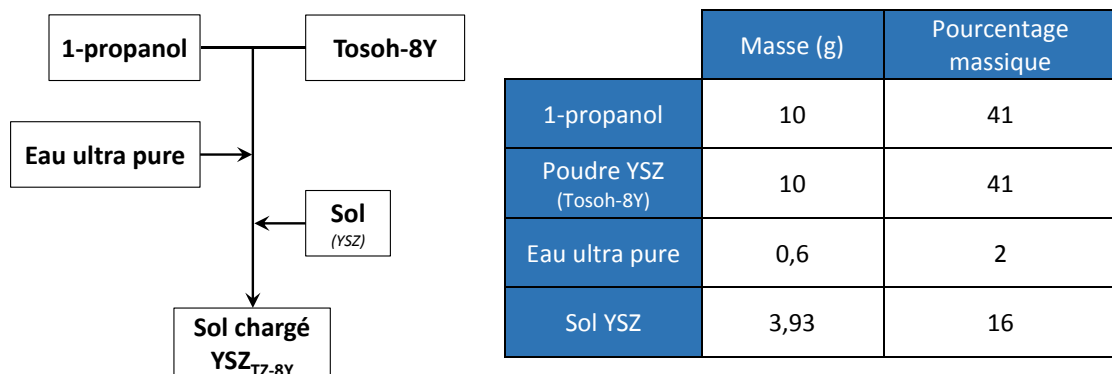 1-propanol
Tosoh-8Y
Eau ultra pure
Sol
(YSZ)
Sol chargé
YSZTZ-8Y
Masse (g)
Pourcentage
massique
1-propanol
10
41
Poudre YSZ
(Tosoh-8Y)
10
41
Eau ultra pure
0,6
2
Sol YSZ
3,93
16